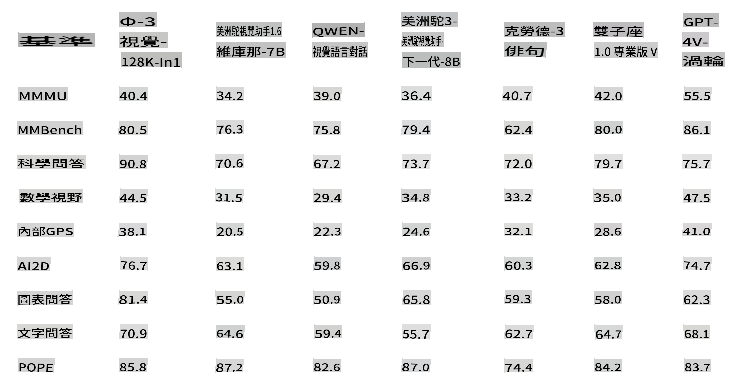 基準 Φ-3 視覺-128K-In1 美洲駝視覺助手1.6 維庫那-7B QWEN-視覺語言對話 美洲駝3-下一代-8B 克勞德-3 俳句 雙子座 1.0 專業版 V GPT-4V-渦輪
MMMU 40.4 34.2 39.0 36.4 40.7 42.0 55.5
MMBench 80.5 76.3 75.8 79.4 62.4 80.0 86.1
科學問答 90.8 70.6 67.2 73.7 72.0 79.7 75.7
數學視野 44.5 31.5 29.4 34.8 33.2 35.0 47.5
內部GPS 38.1 20.5 22.3 24.6 32.1 28.6 41.0
AI2D 76.7 63.1 59.8 66.9 60.3 62.8 74.7
圖表問答 81.4 55.0 50.9 65.8 59.3 58.0 62.3
文字問答 70.9 64.6 59.4 55.7 62.7 64.7 68.1
POPE 85.8 87.2 82.6 87.0 74.4 84.2 83.7